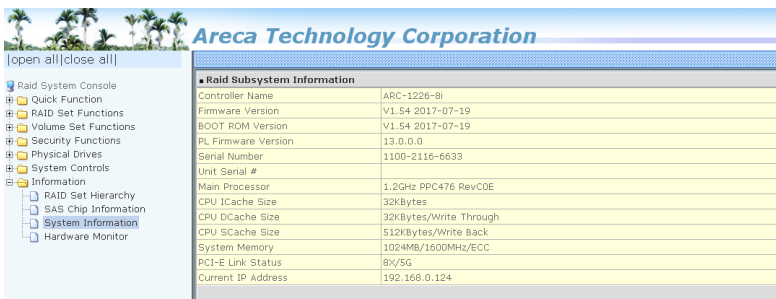 Areca Technology Corporation
|open all|close all|
Raid System Console
Quick Function
RAID Set Functions
Volume Set Functions
Security Functions
Physical Drives
System Controls
Information
RAID Set Hierarchy
SAS Chip Information
System Information
Hardware Monitor
Raid Subsystem Information
Controller Name ARC-1226-8i
Firmware Version V1.54 2017-07-19
BOOT ROM Version V1.54 2017-07-19
PL Firmware Version 13.0.0.0
Serial Number 1100-2116-6633
Unit Serial #
Main Processor 1.2GHz PPC476 RevC0E
CPU ICache Size 32KBytes
CPU DCache Size 32KBytes/Write Through
CPU SCache Size 512KBytes/Write Back
System Memory 1024MB/1600MHz/ECC
PCI-E Link Status 8X/5G
Current IP Address 192.168.0.124